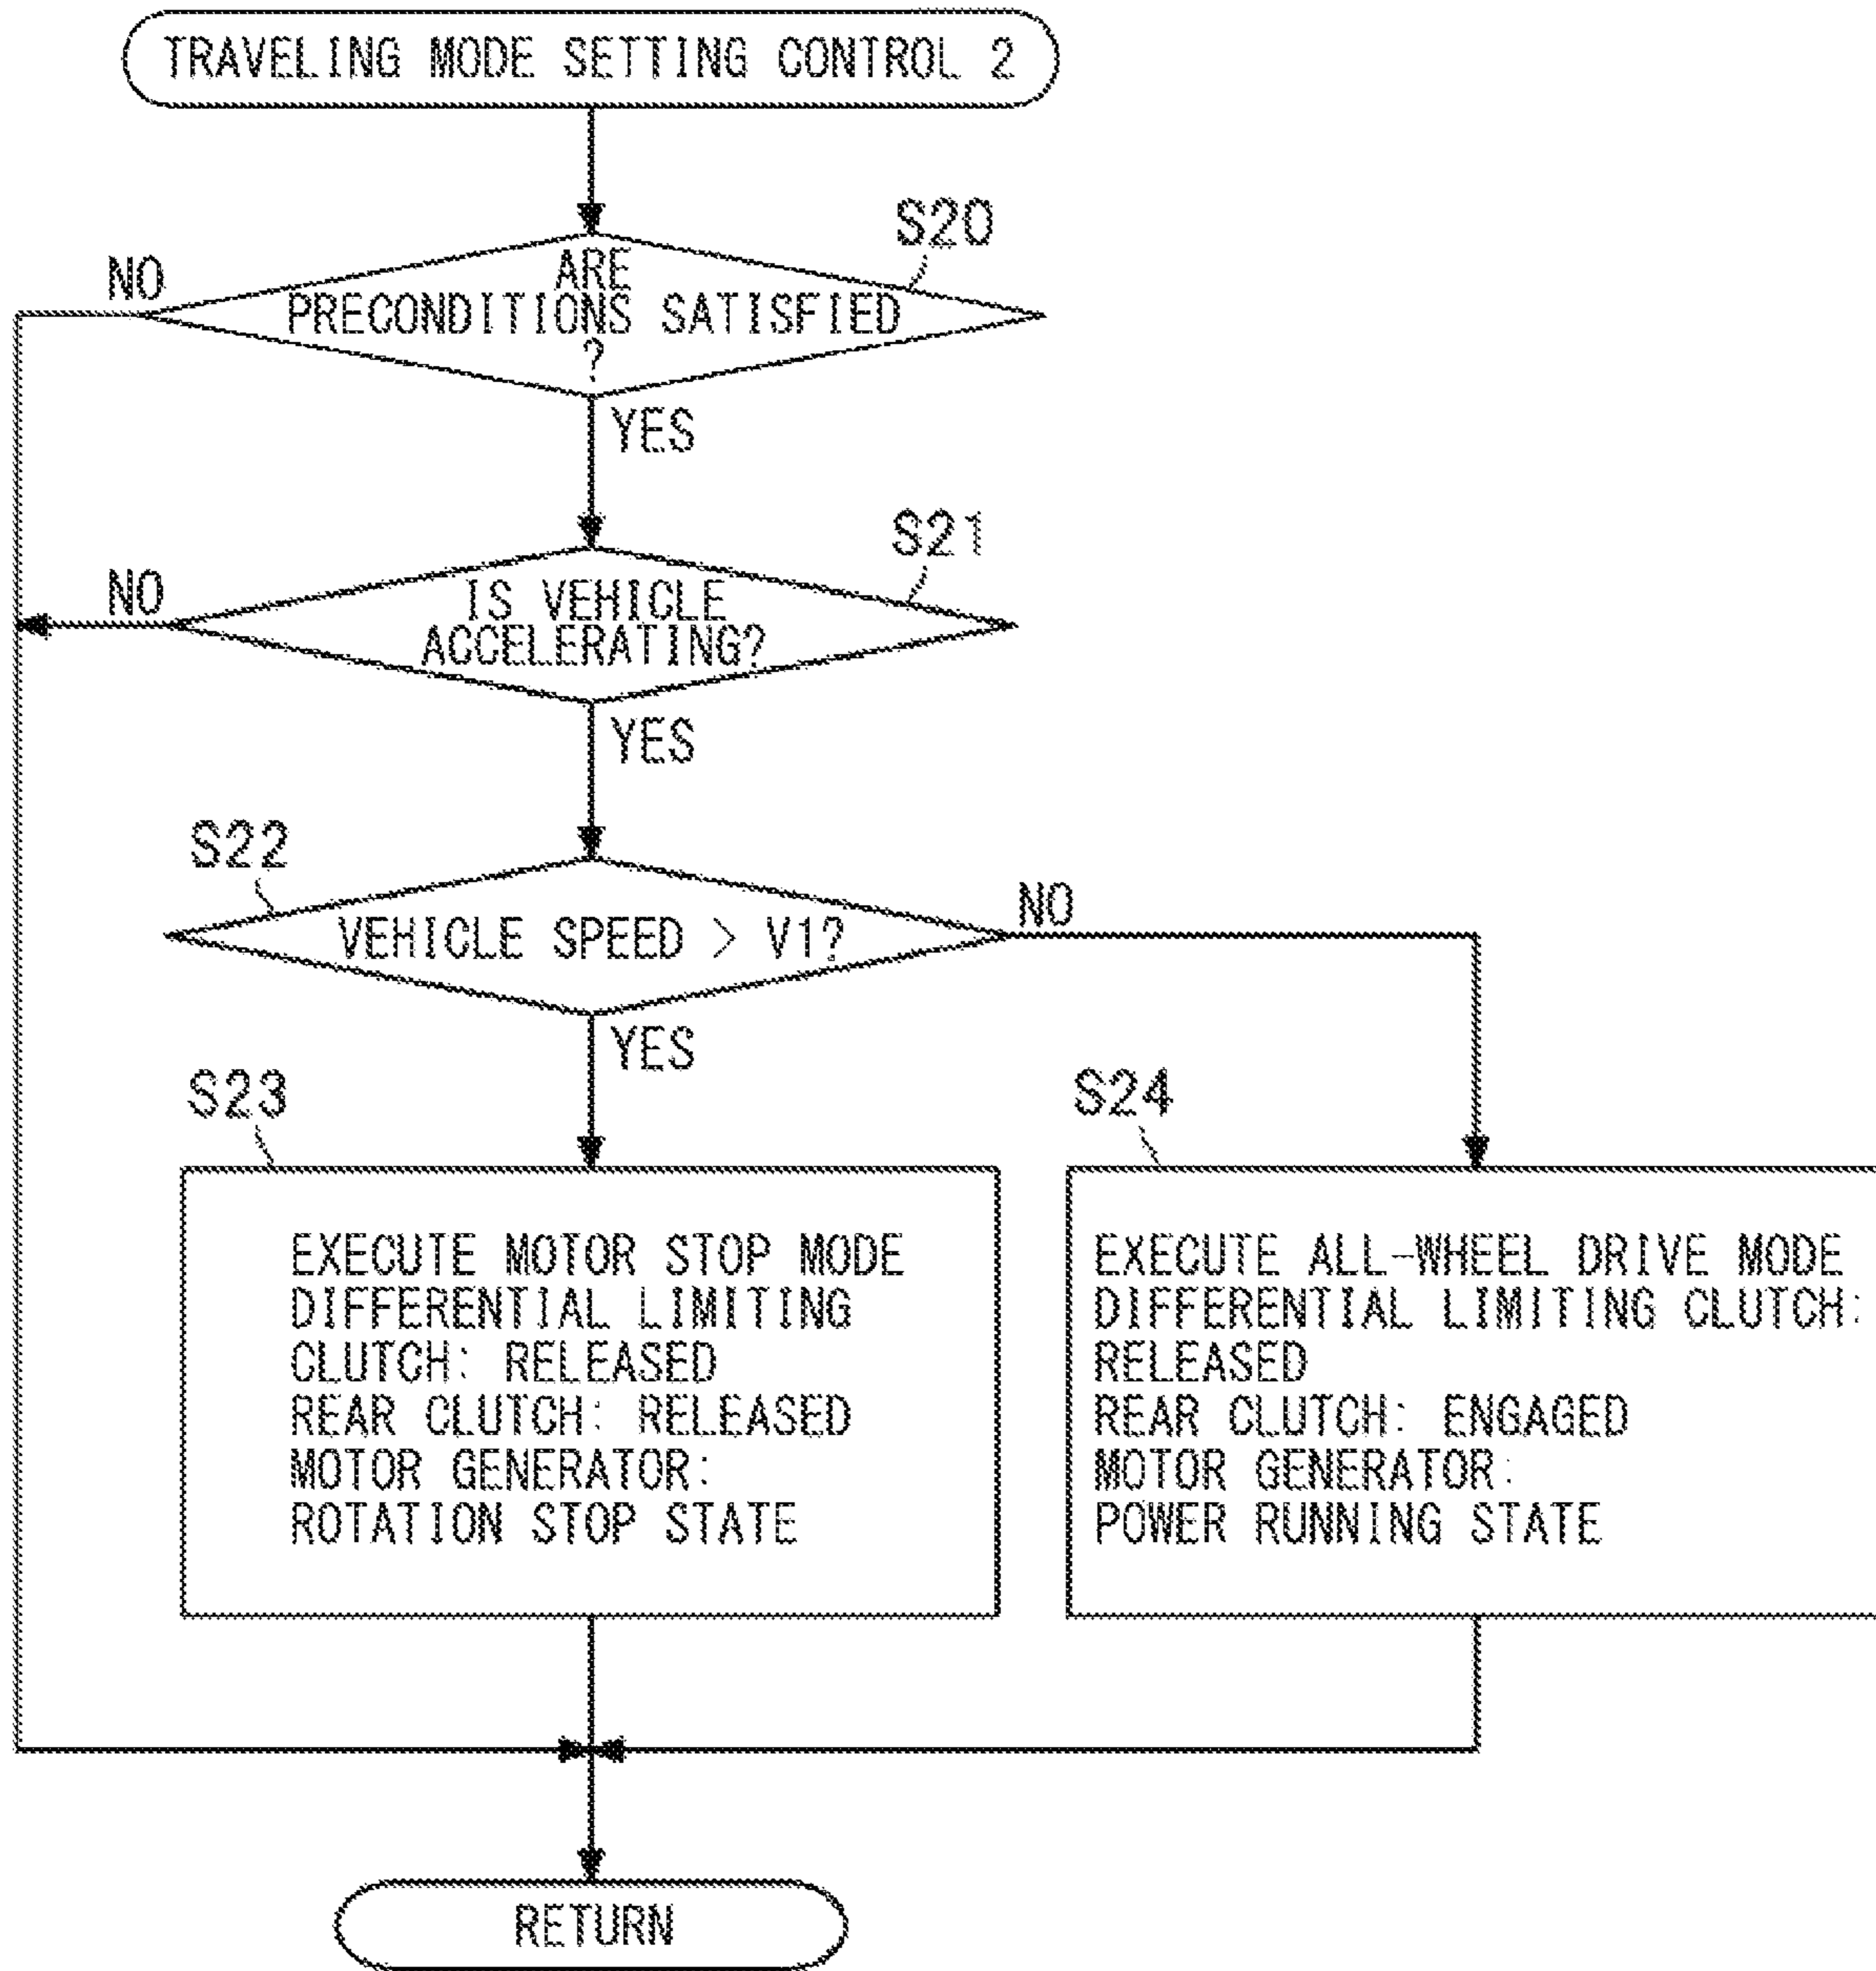 TRAVELING MODE SETTING CONTROL 2
S20
NO
ARE
PRECONDITIONS SATISFIED
?
YES
S21
NO
IS VEHICLE
ACCELERATING?
YES
S22
NO
VEHICLE SPEED > V1?
YES
S23
EXECUTE MOTOR STOP MODE
DIFFERENTIAL LIMITING
CLUTCH: RELEASED
REAR CLUTCH: RELEASED
MOTOR GENERATOR:
ROTATION STOP STATE
S24
EXECUTE ALL-WHEEL DRIVE MODE
DIFFERENTIAL LIMITING CLUTCH:
RELEASED
REAR CLUTCH: ENGAGED
MOTOR GENERATOR:
POWER RUNNING STATE
RETURN